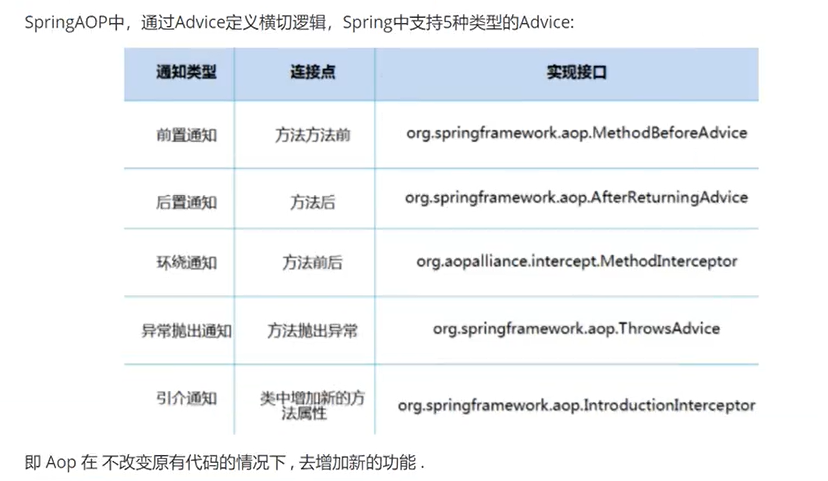 SpringAOP中，通过Advice定义横切逻辑，Spring中支持5种类型的Advice:
通知类型 连接点 实现接口
前置通知 方法方法前 org.springframework.aop.MethodBeforeAdvice
后置通知 方法后 org.springframework.aop.AfterReturningAdvice
环绕通知 方法前后 org.aopalliance.intercept.MethodInterceptor
异常抛出通知 方法抛出异常 org.springframework.aop.ThrowsAdvice
引介通知 类中增加新的方
法属性 org.springframework.aop.IntroductionInterceptor
即 Aop 在 不改变原有代码的情况下 , 去增加新的功能 .